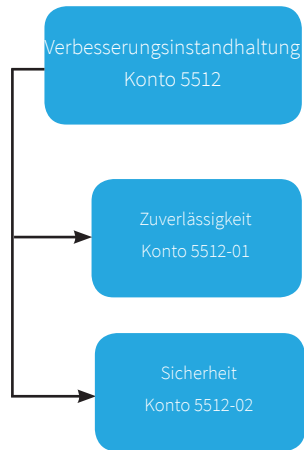 Verbesserungsinstandhaltung
Konto 5512
Zuverlässigkeit
Konto 5512-01
Sicherheit
Konto 5512-02